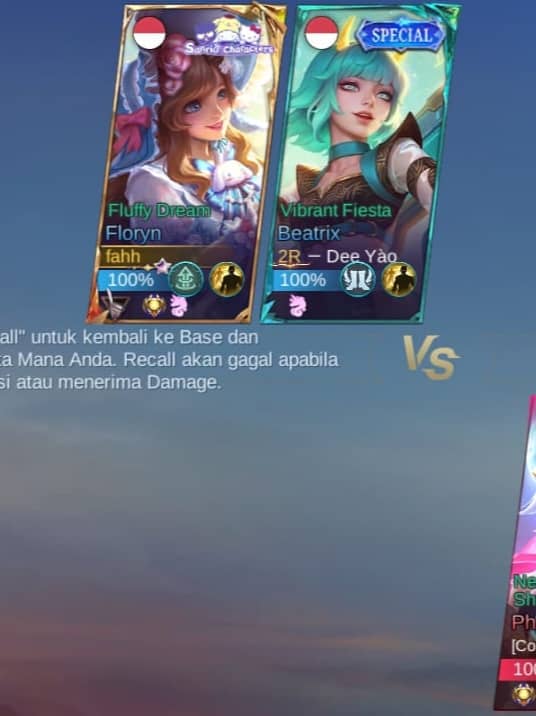 Sanrio characters
SPECIAL
Fluffy Dream
Floryn
fahh
100%
Vibrant Fiesta
Beatrix
2R – Dee Yào
100%
all" untuk kembali ke Base dan
ta Mana Anda. Recall akan gagal apabila
si atau menerima Damage.
VS
Ne
Sh
Ph
[Co
100